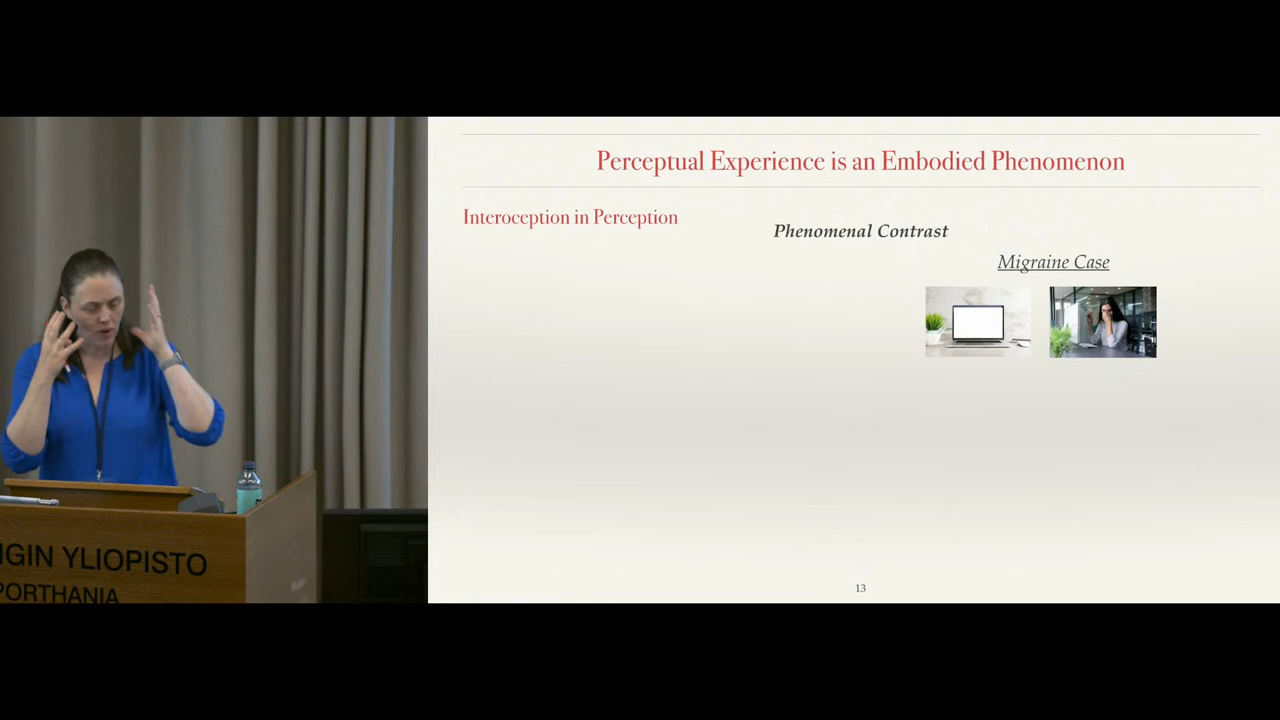 Perceptual Experience is an Embodied Phenomenon
Interoception in Perception
Phenomenal Contrast
Migraine Case
13
IGIN YLIOPISTO
PORTHANIA